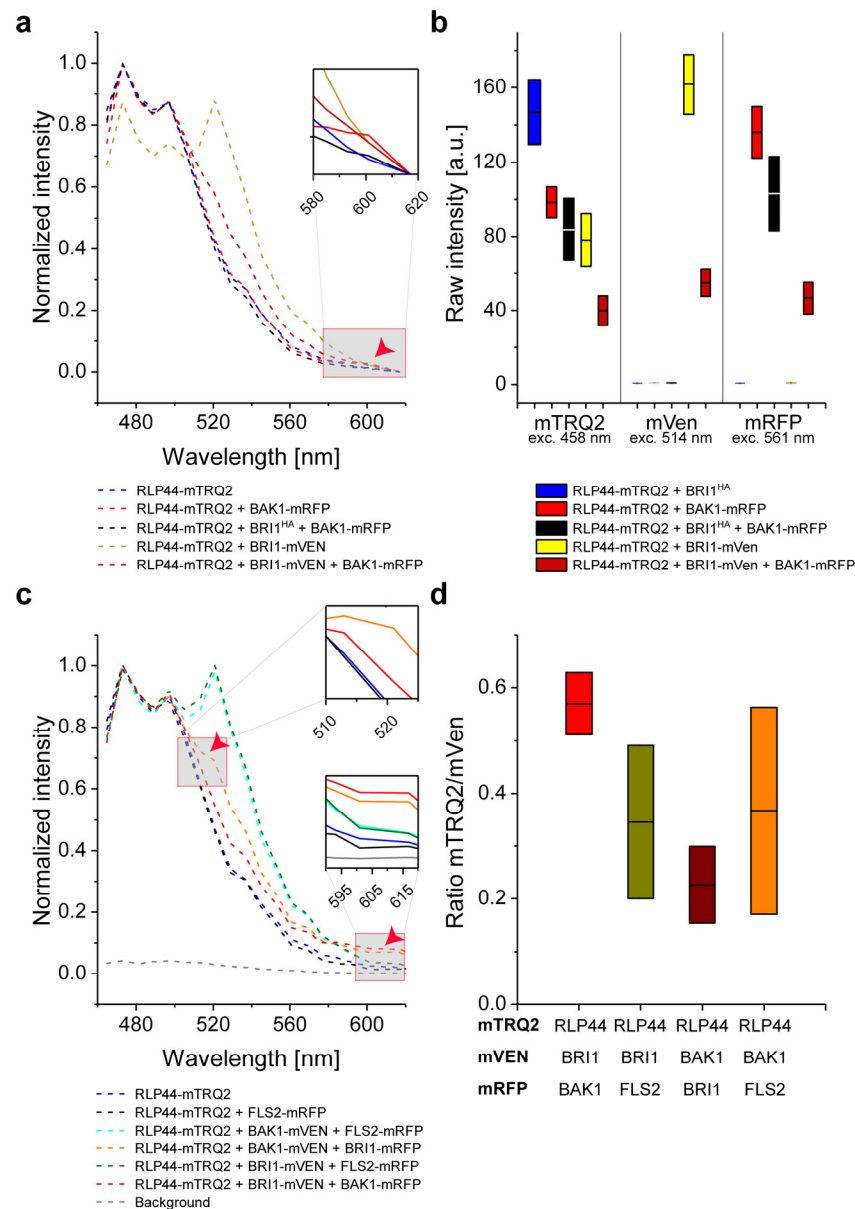 a
Normalized intensity
1.0
0.8
0.6
0.4
0.2
0.0
580
600
620
480
520
560
600
Wavelength [nm]
RLP44-mTRQ2
RLP44-mTRQ2 + BAK1-mRFP
RLP44-mTRQ2 + BRI1HA + BAK1-mRFP
RLP44-mTRQ2 + BRI1-mVEN
RLP44-mTRQ2 + BRI1-mVEN + BAK1-mRFP
b
Raw intensity [a.u.]
160
120
80
40
0
mTRQ2
exc. 458 nm
mVen
exc. 514 nm
mRFP
exc. 561 nm
RLP44-mTRQ2 + BRI1HA
RLP44-mTRQ2 + BAK1-mRFP
RLP44-mTRQ2 + BRI1HA + BAK1-mRFP
RLP44-mTRQ2 + BRI1-mVen
RLP44-mTRQ2 + BRI1-mVen + BAK1-mRFP
c
Normalized intensity
1.0
0.8
0.6
0.4
0.2
0.0
510
520
595
605
615
480
520
560
600
Wavelength [nm]
RLP44-mTRQ2
RLP44-mTRQ2 + FLS2-mRFP
RLP44-mTRQ2 + BAK1-mVEN + FLS2-mRFP
RLP44-mTRQ2 + BAK1-mVEN + BRI1-mRFP
RLP44-mTRQ2 + BRI1-mVEN + FLS2-mRFP
RLP44-mTRQ2 + BRI1-mVEN + BAK1-mRFP
Background
d
Ratio mTRQ2/mVen
0.6
0.4
0.2
0.0
mTRQ2 RLP44 RLP44 RLP44 RLP44
mVEN BRI1 BRI1 BAK1 BAK1
mRFP BAK1 FLS2 BRI1 FLS2